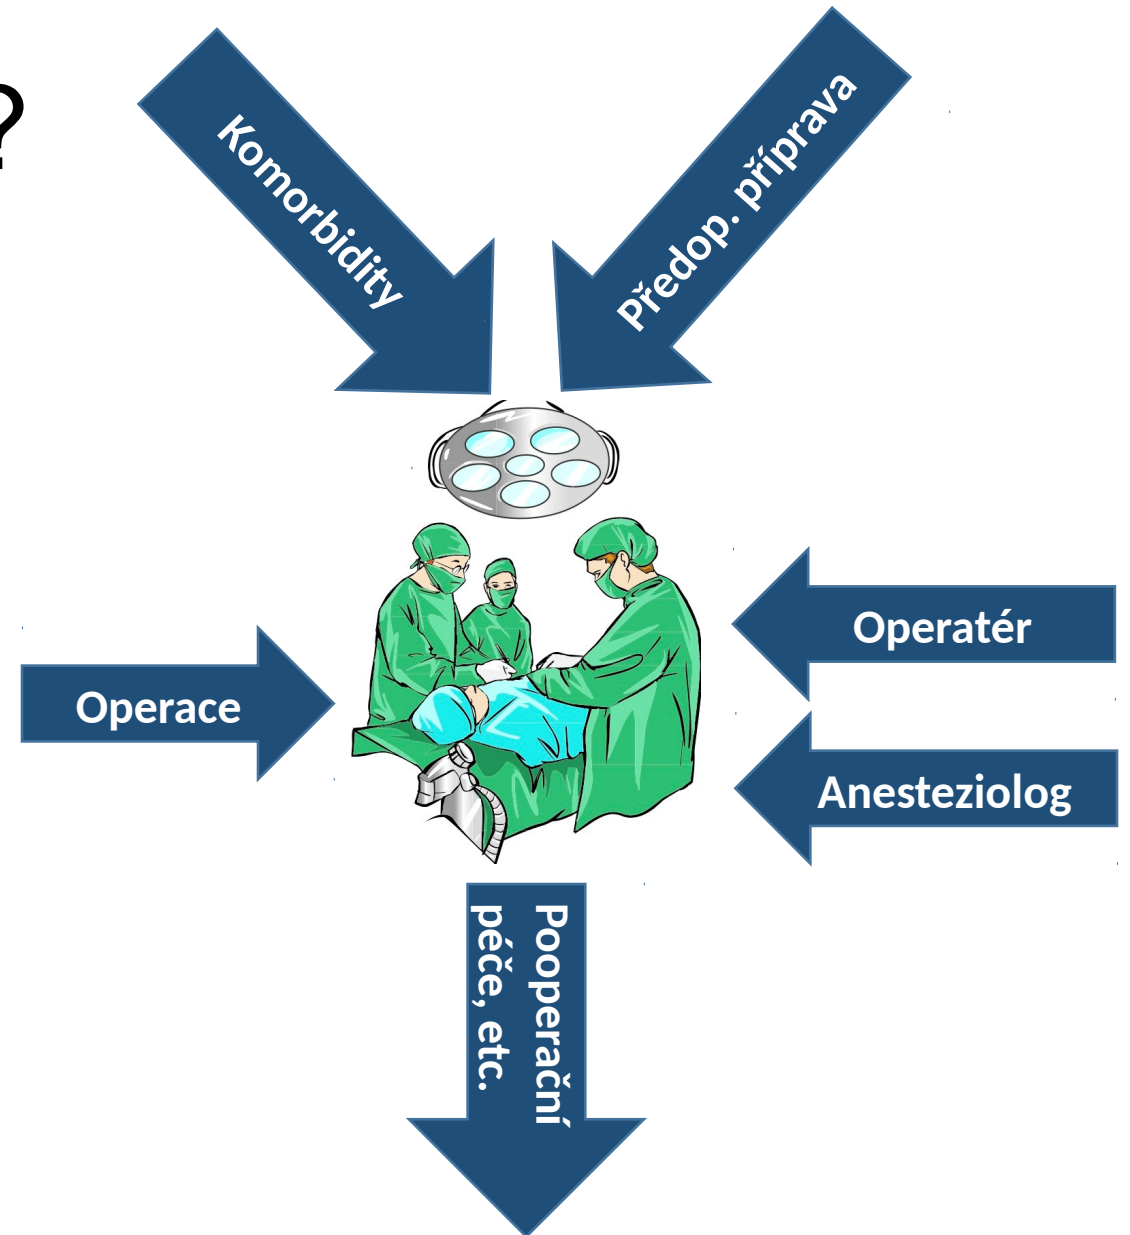 ?
Komorbidity
Předop. příprava
Operatér
Operace
Anesteziolog
Pooperační
péče, etc.